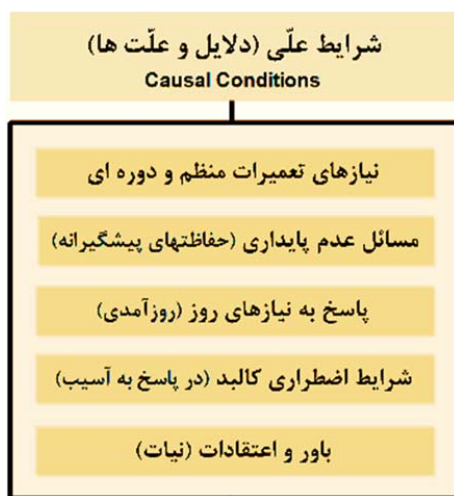 شرایط علّی (دلایل و علّت ها)
Causal Conditions
نیازهای تعمیرات منظم و دوره ای
مسائل عدم پایداری (حفاظتهای پیشگیرانه)
پاسخ به نیازهای روز (روزآمدی)
شرایط اضطراری کالبد (در پاسخ به آسیب)
باور و اعتقادات (نیات)